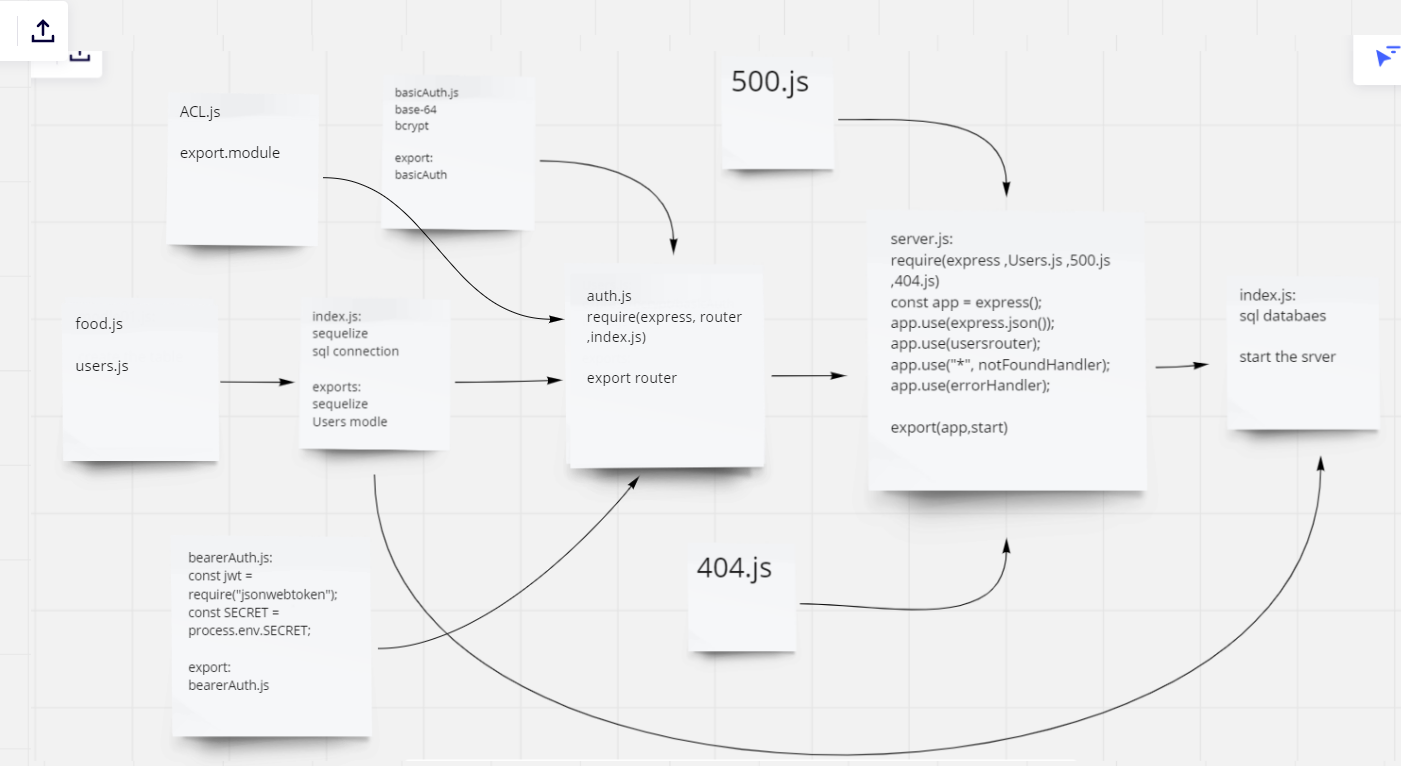 ACL.js
export.module
basicAuth.js
base-64
bcrypt
export:
basicAuth
500.js
food.js
users.js
index.js:
sequelize
sql connection
exports:
sequelize
Users modle
auth.js
require(express, router
,index.js)
export router
server.js:
require(express ,Users.js ,500.js
,404.js)
const app = express();
app.use(express.json());
app.use(usersrouter);
app.use("*", notFoundHandler);
app.use(errorHandler);
export(app,start)
index.js:
sql databaes
start the srver
bearerAuth.js:
const jwt =
require("jsonwebtoken");
const SECRET =
process.env.SECRET;
export:
bearerAuth.js
404.js